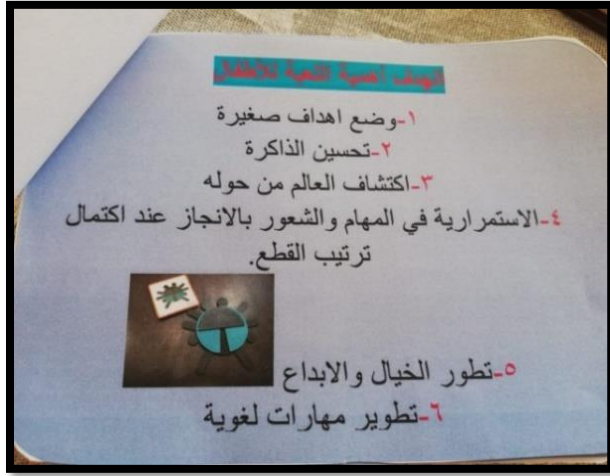 الهدف أهمية اللعبة للأطفال
١-وضع اهداف صغيرة
٢-تحسين الذاكرة
٣-اكتشاف العالم من حوله
٤-الاستمرارية في المهام والشعور بالانجاز عند اكتمال
ترتيب القطع.
٥-تطور الخيال والابداع
٦-تطوير مهارات لغوية